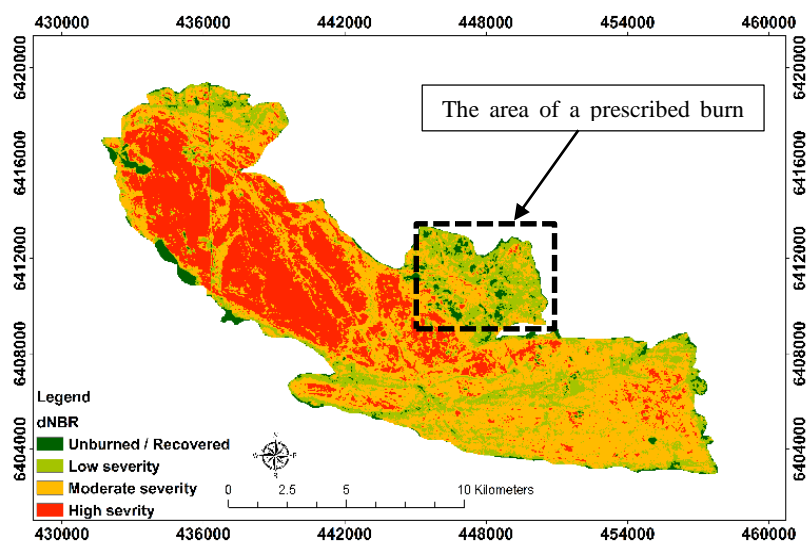 430000 436000 442000 448000 454000 460000
6420000 6420000
The area of a prescribed burn
6416000 6416000
6412000 6412000
6408000 6408000
6404000 6404000
Legend
dNBR
Unburned / Recovered
Low severity
Moderate severity
High sevrity
N
W E
S
0 2.5 5 10 Kilometers
430000 436000 442000 448000 454000 460000